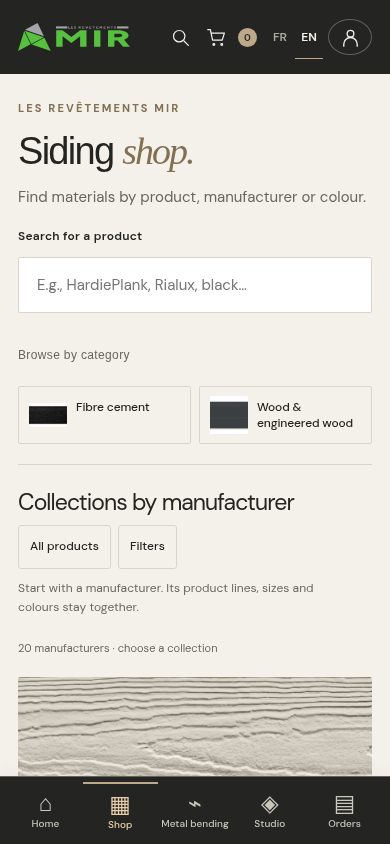 LES REVÊTEMENTS
MIR
0
FR
EN
LES REVÊTEMENTS MIR
Siding shop.
Find materials by product, manufacturer or colour.
Search for a product
E.g., HardiePlank, Rialux, black...
Browse by category
Fibre cement
Wood &
engineered wood
Collections by manufacturer
All products
Filters
Start with a manufacturer. Its product lines, sizes and
colours stay together.
20 manufacturers · choose a collection
Home
Shop
Metal bending
Studio
Orders